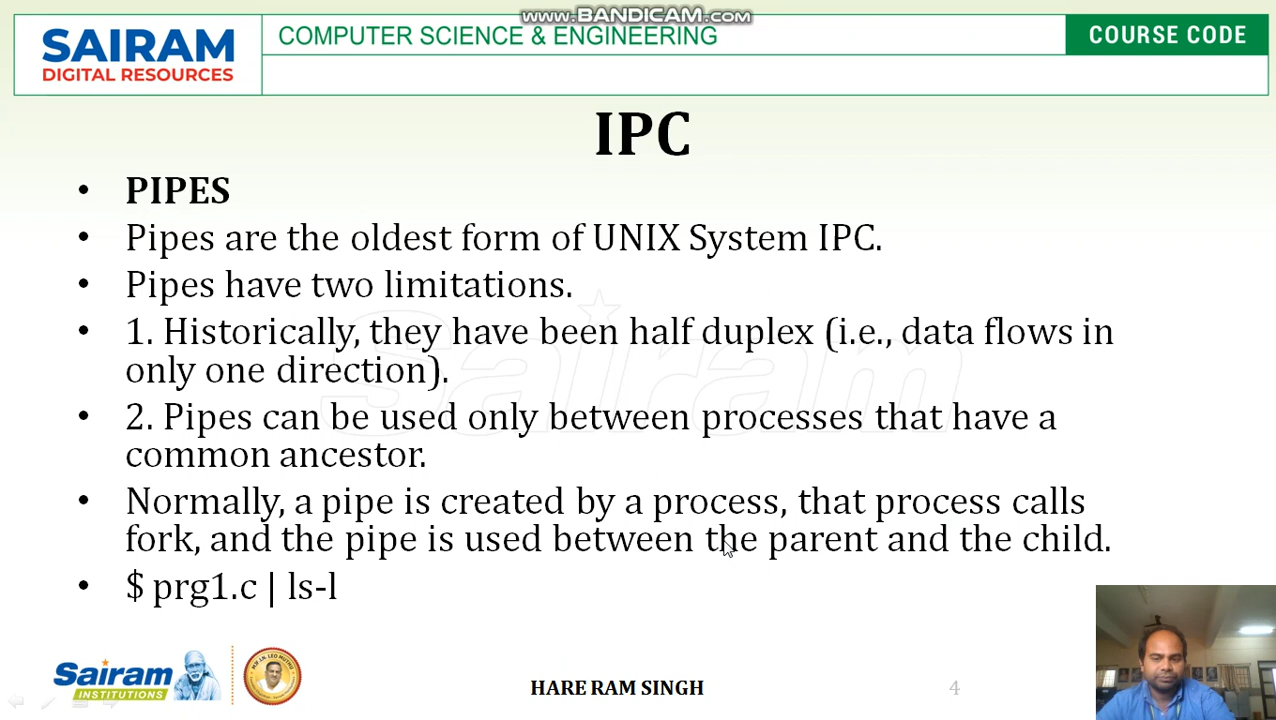 WWW.BANDICAM.COM
SAIRAM
DIGITAL RESOURCES
COMPUTER SCIENCE & ENGINEERING
COURSE CODE
IPC
• PIPES
• Pipes are the oldest form of UNIX System IPC.
• Pipes have two limitations.
• 1. Historically, they have been half duplex (i.e., data flows in
only one direction).
• 2. Pipes can be used only between processes that have a
common ancestor.
• Normally, a pipe is created by a process, that process calls
fork, and the pipe is used between the parent and the child.
• $ prg1.c | ls-l
Sairam
Sairam
INSTITUTIONS
HARE RAM SINGH
4